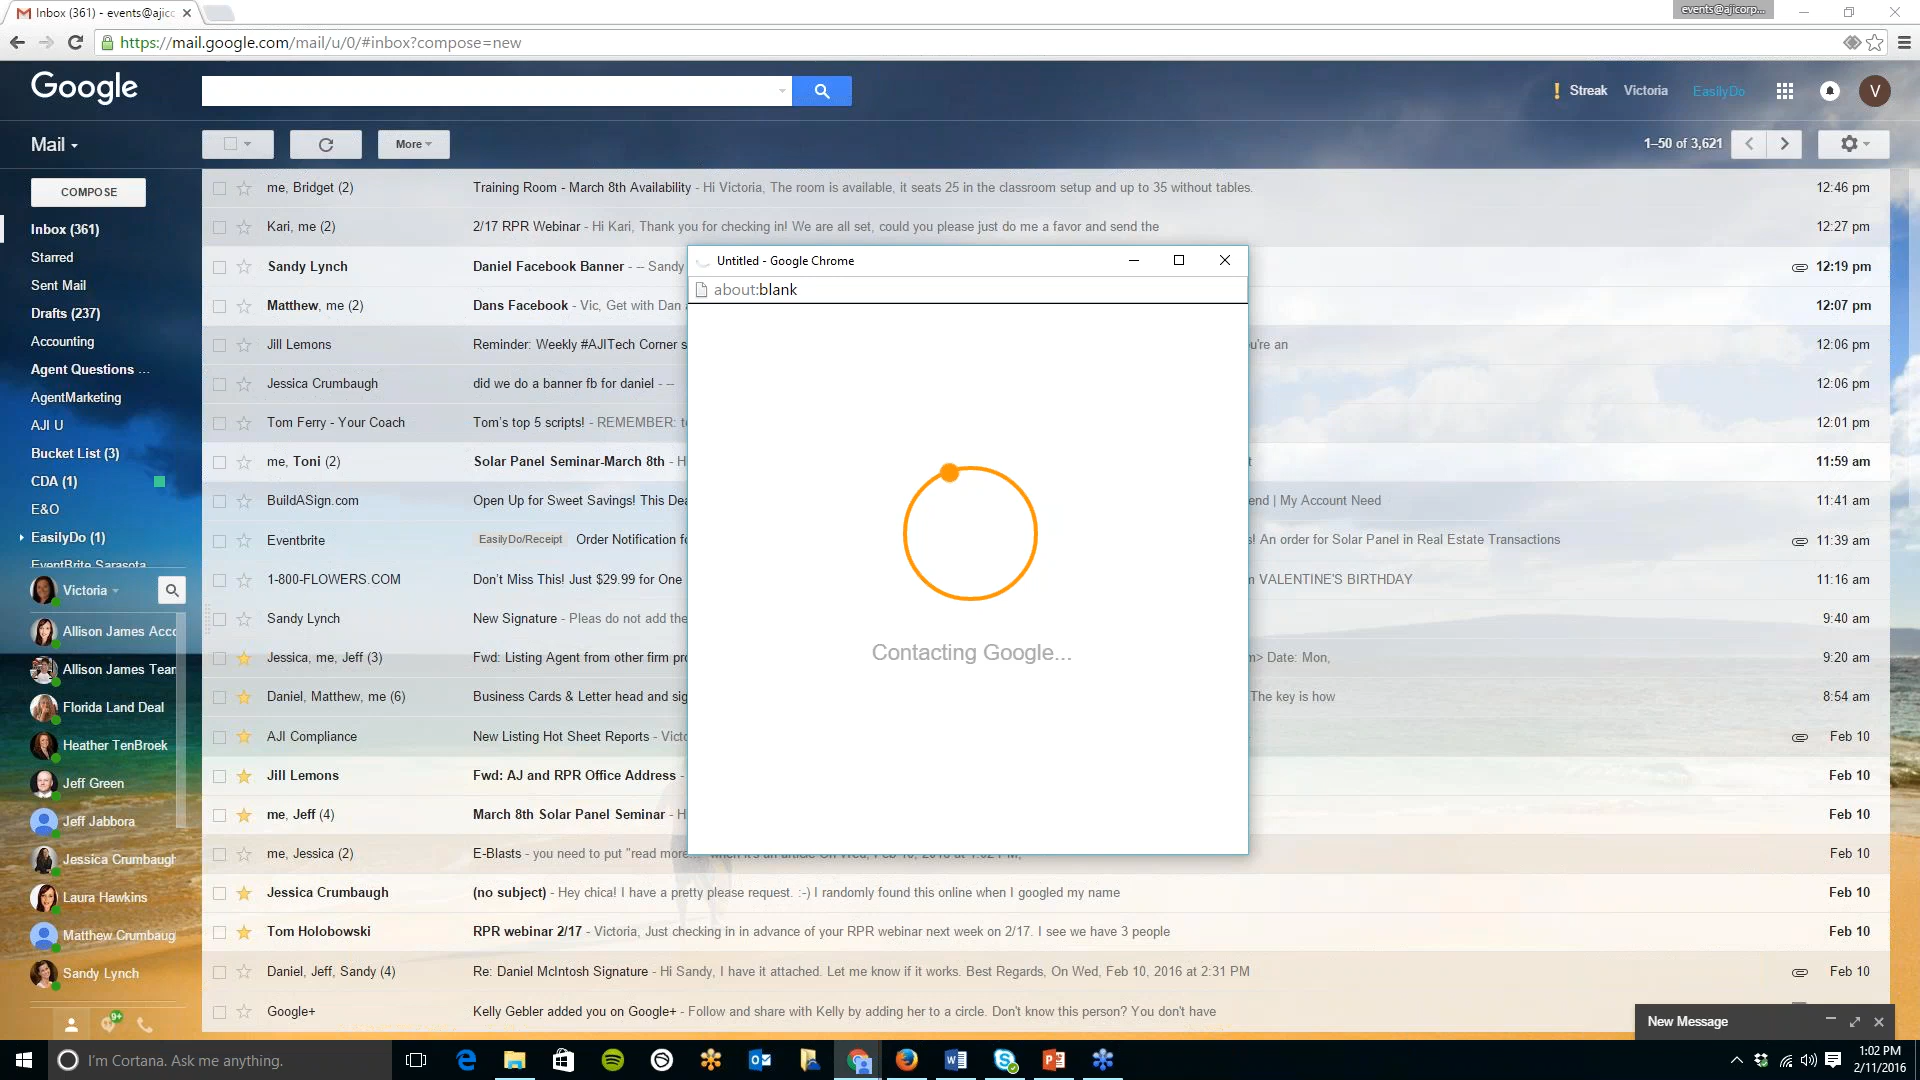 Inbox (361) - events@ajicc
events@ajicorp...
https://mail.google.com/mail/u/0/#inbox?compose=new
Google
Streak
Victoria
EasilyDo
V
Mail
More
1–50 of 3,621
COMPOSE
Inbox (361)
Starred
Sent Mail
Drafts (237)
Accounting
Agent Questions ...
AgentMarketing
AJI U
Bucket List (3)
CDA (1)
E&O
EasilyDo (1)
EventBrite Sarasota
Victoria
Allison James Acco
Allison James Tean
Florida Land Deal
Heather TenBroek
Jeff Green
Jeff Jabbora
Jessica Crumbaugh
Laura Hawkins
Matthew Crumbaug
Sandy Lynch
9+
me, Bridget (2) Training Room - March 8th Availability - Hi Victoria, The room is available, it seats 25 in the classroom setup and up to 35 without tables. 12:46 pm
Kari, me (2) 2/17 RPR Webinar - Hi Kari, Thank you for checking in! We are all set, could you please just do me a favor and send the 12:27 pm
Sandy Lynch Daniel Facebook Banner - -- Sandy 12:19 pm
Matthew, me (2) Dans Facebook - Vic, Get with Dan 12:07 pm
Jill Lemons Reminder: Weekly #AJITech Corner s u're an 12:06 pm
Jessica Crumbaugh did we do a banner fb for daniel - -- 12:06 pm
Tom Ferry - Your Coach Tom's top 5 scripts! - REMEMBER: t 12:01 pm
me, Toni (2) Solar Panel Seminar-March 8th - H t 11:59 am
BuildASign.com Open Up for Sweet Savings! This Dea end | My Account Need 11:41 am
Eventbrite EasilyDo/Receipt Order Notification fo s! An order for Solar Panel in Real Estate Transactions 11:39 am
1-800-FLOWERS.COM Don't Miss This! Just $29.99 for One m VALENTINE'S BIRTHDAY 11:16 am
Sandy Lynch New Signature - Pleas do not add the 9:40 am
Jessica, me, Jeff (3) Fwd: Listing Agent from other firm pr m> Date: Mon, 9:20 am
Daniel, Matthew, me (6) Business Cards & Letter head and sig The key is how 8:54 am
AJI Compliance New Listing Hot Sheet Reports - Victo Feb 10
Jill Lemons Fwd: AJ and RPR Office Address - Feb 10
me, Jeff (4) March 8th Solar Panel Seminar - H Feb 10
me, Jessica (2) E-Blasts - you need to put "read more..." when it's an article On Wed, Feb 10, 2016 at 1:02 PM, Feb 10
Jessica Crumbaugh (no subject) - Hey chica! I have a pretty please request. :-) I randomly found this online when I googled my name Feb 10
Tom Holobowski RPR webinar 2/17 - Victoria, Just checking in in advance of your RPR webinar next week on 2/17. I see we have 3 people Feb 10
Daniel, Jeff, Sandy (4) Re: Daniel McIntosh Signature - Hi Sandy, I have it attached. Let me know if it works. Best Regards, On Wed, Feb 10, 2016 at 2:31 PM Feb 10
Google+ Kelly Gebler added you on Google+ - Follow and share with Kelly by adding her to a circle. Don't know this person? You don't have
Untitled - Google Chrome
about:blank
Contacting Google...
New Message
I'm Cortana. Ask me anything.
1:02 PM
2/11/2016